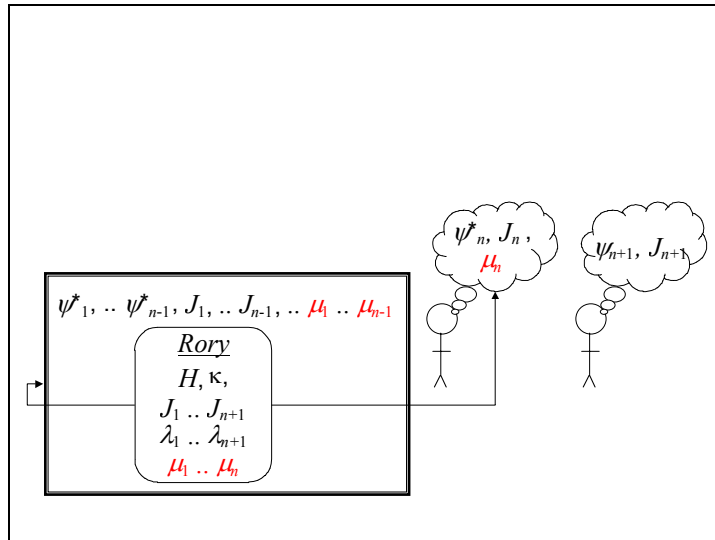 ψ*ₙ, Jₙ ,
μₙ
ψₙ₊₁, Jₙ₊₁
ψ*₁, .. ψ*ₙ₋₁, J₁, .. Jₙ₋₁, .. μ₁ .. μₙ₋₁
Rory
H, κ,
J₁ .. Jₙ₊₁
λ₁ .. λₙ₊₁
μ₁ .. μₙ